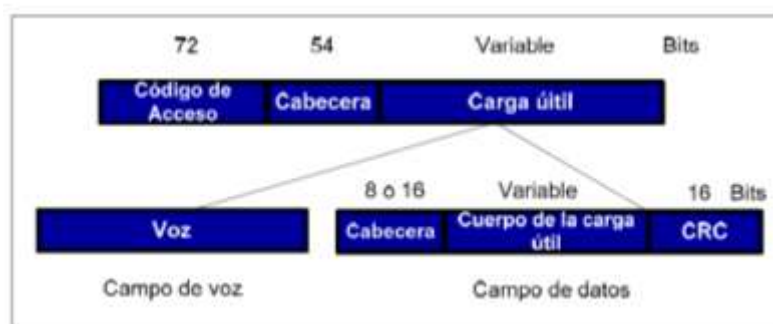 72 54 Variable Bits
Código de Acceso Cabecera Carga úitil
8 ó 16 Variable 16 Bits
Voz Cabecera Cuerpo de la carga útil CRC
Campo de voz Campo de datos